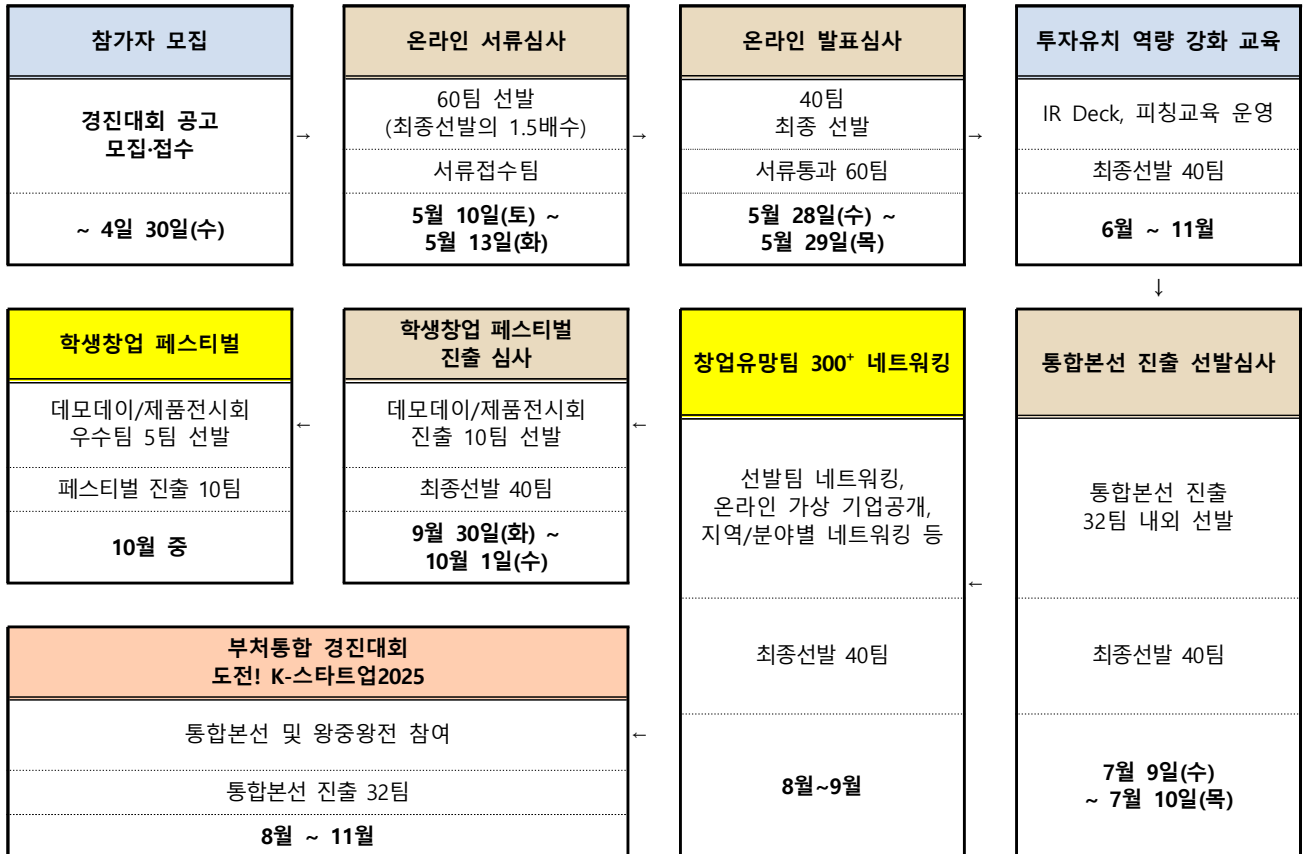 참가자 모집
경진대회 공고
모집·접수
~ 4일 30일(수)
→
온라인 서류심사
60팀 선발
(최종선발의 1.5배수)
서류접수팀
5월 10일(토) ~
5월 13일(화)
→
온라인 발표심사
40팀
최종 선발
서류통과 60팀
5월 28일(수) ~
5월 29일(목)
→
투자유치 역량 강화 교육
IR Deck, 피칭교육 운영
최종선발 40팀
6월 ~ 11월
↓
통합본선 진출 선발심사
통합본선 진출
32팀 내외 선발
최종선발 40팀
7월 9일(수)
~ 7월 10일(목)
←
창업유망팀 300⁺ 네트워킹
선발팀 네트워킹,
온라인 가상 기업공개,
지역/분야별 네트워킹 등
최종선발 40팀
8월~9월
←
학생창업 페스티벌
진출 심사
데모데이/제품전시회
진출 10팀 선발
최종선발 40팀
9월 30일(화) ~
10월 1일(수)
←
학생창업 페스티벌
데모데이/제품전시회
우수팀 5팀 선발
페스티벌 진출 10팀
10월 중
←
부처통합 경진대회
도전! K-스타트업2025
통합본선 및 왕중왕전 참여
통합본선 진출 32팀
8월 ~ 11월